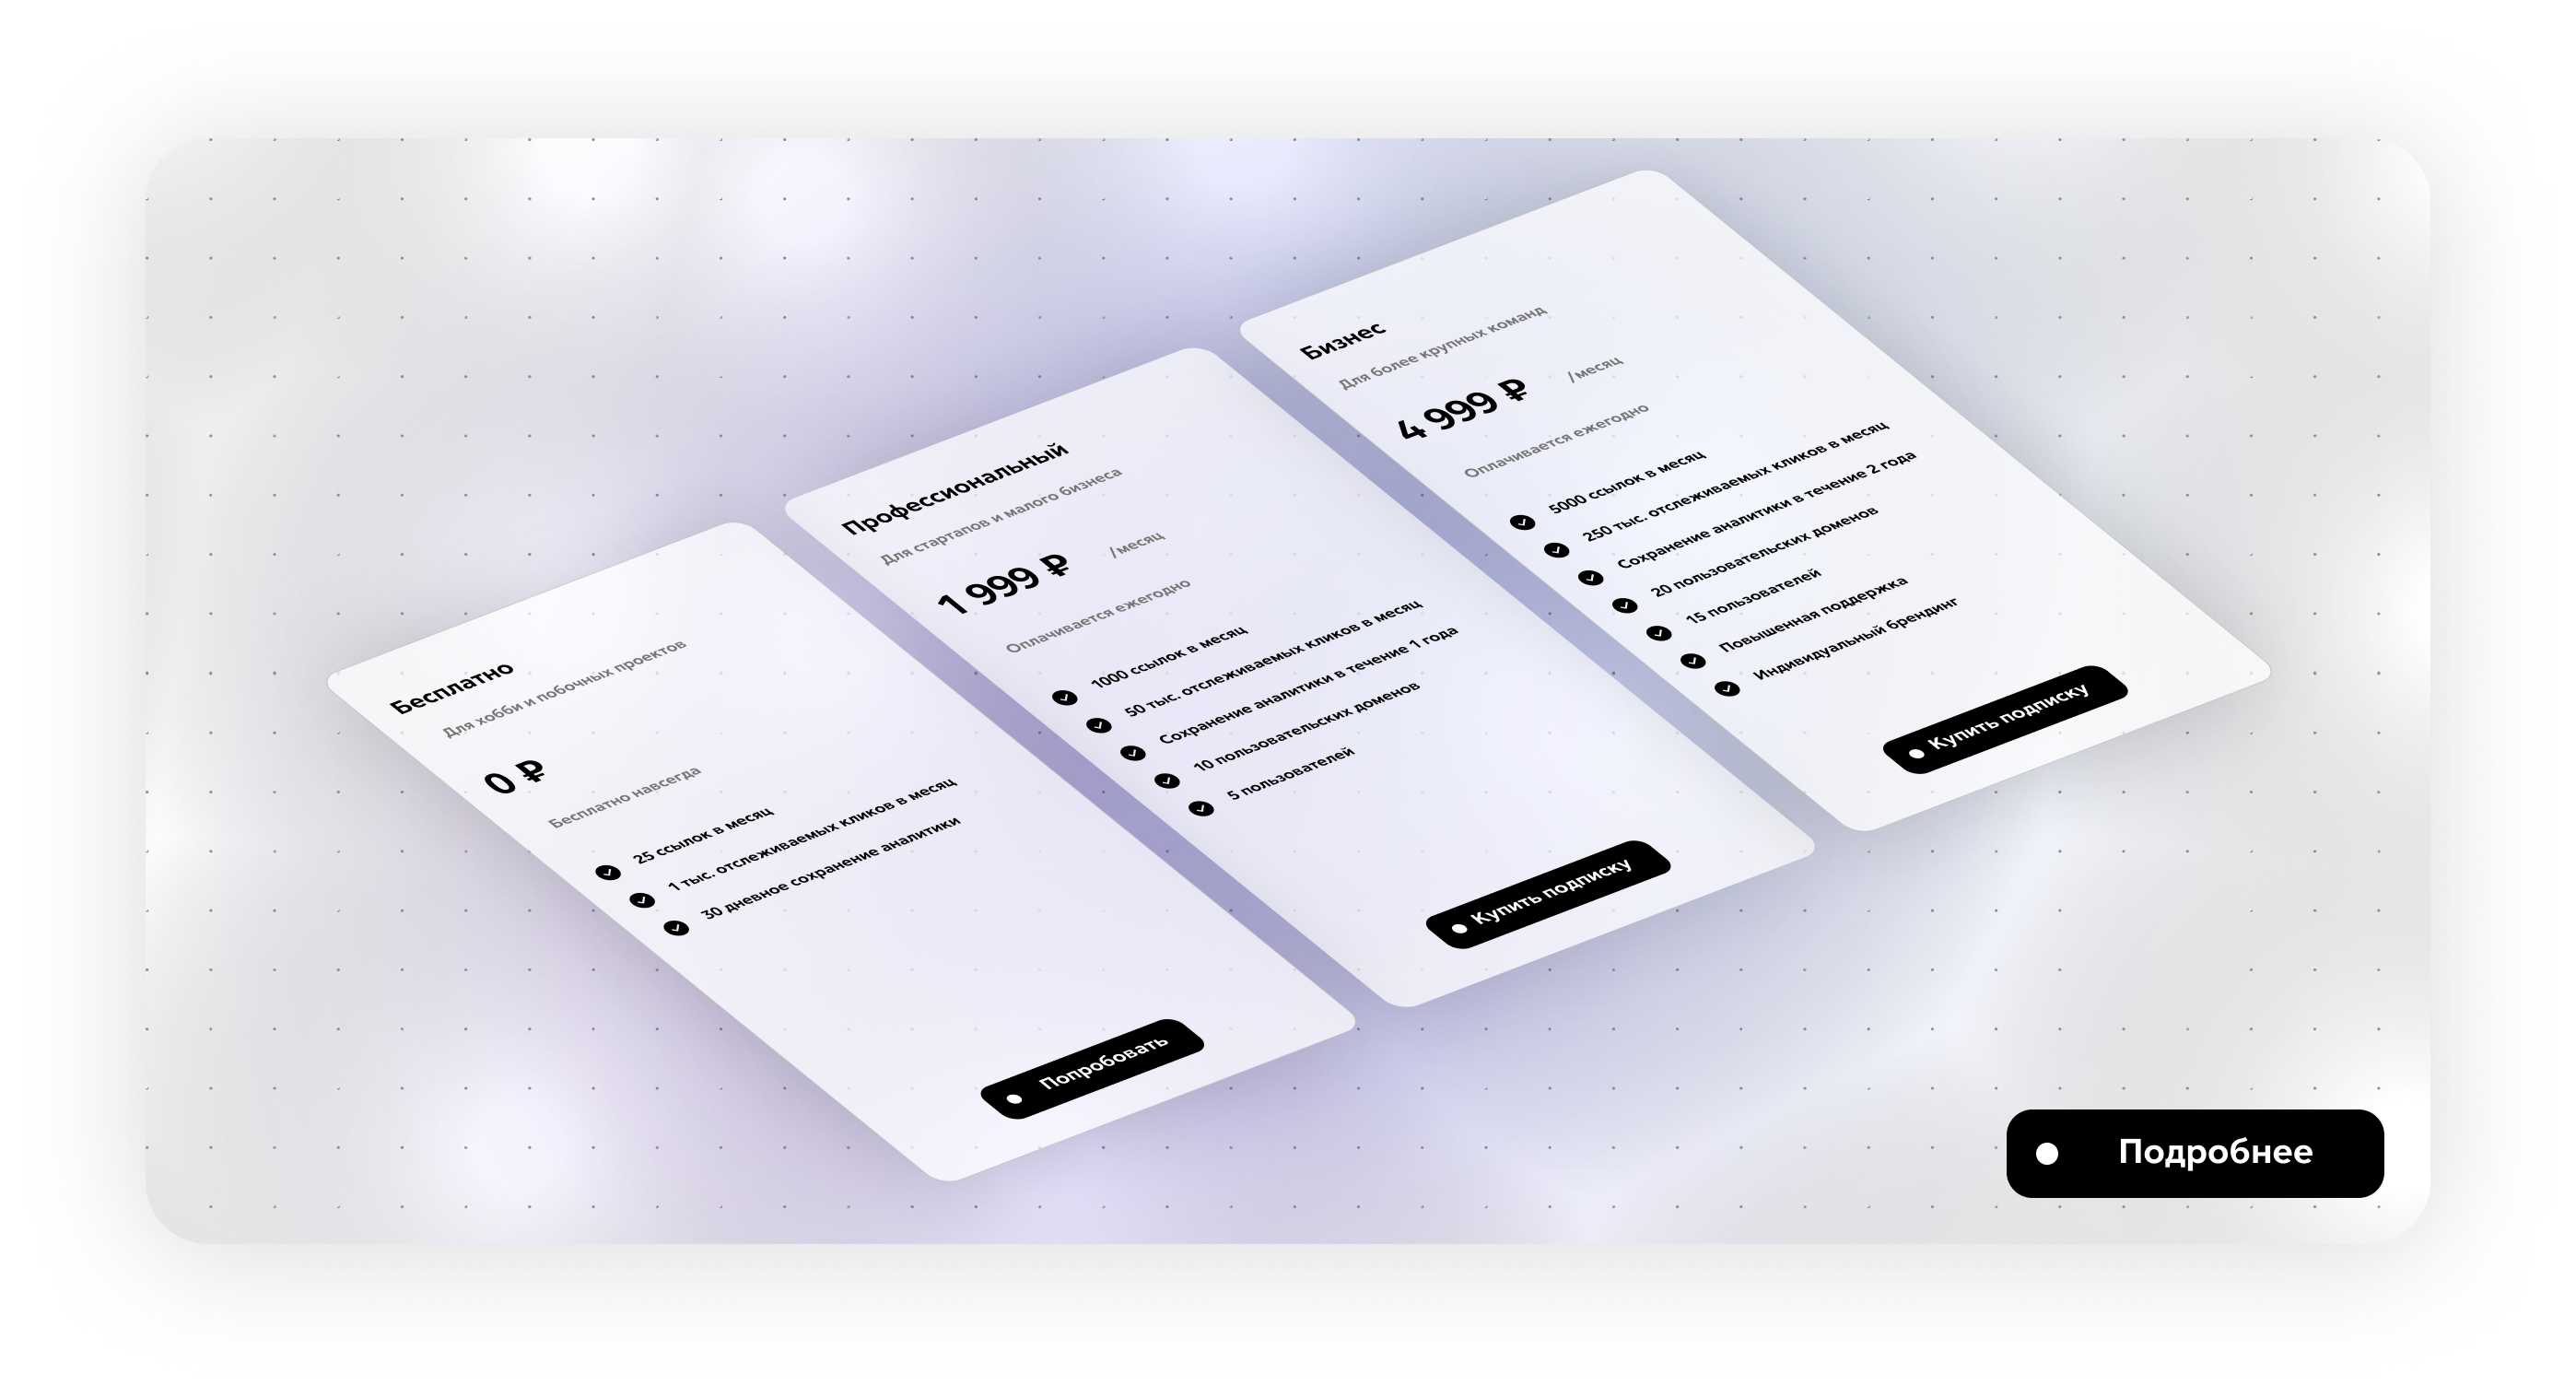 Бесплатно
Для хобби и побочных проектов
0 ₽
Бесплатно навсегда
25 ссылок в месяц
1 тыс. отслеживаемых кликов в месяц
30 дневное сохранение аналитики
Попробовать
Профессиональный
Для стартапов и малого бизнеса
1 999 ₽ /месяц
Оплачивается ежегодно
1000 ссылок в месяц
50 тыс. отслеживаемых кликов в месяц
Сохранение аналитики в течение 1 года
10 пользовательских доменов
5 пользователей
Купить подписку
Бизнес
Для более крупных команд
4 999 ₽ /месяц
Оплачивается ежегодно
5000 ссылок в месяц
250 тыс. отслеживаемых кликов в месяц
Сохранение аналитики в течение 2 года
20 пользовательских доменов
15 пользователей
Повышенная поддержка
Индивидуальный брендинг
Купить подписку
Подробнее